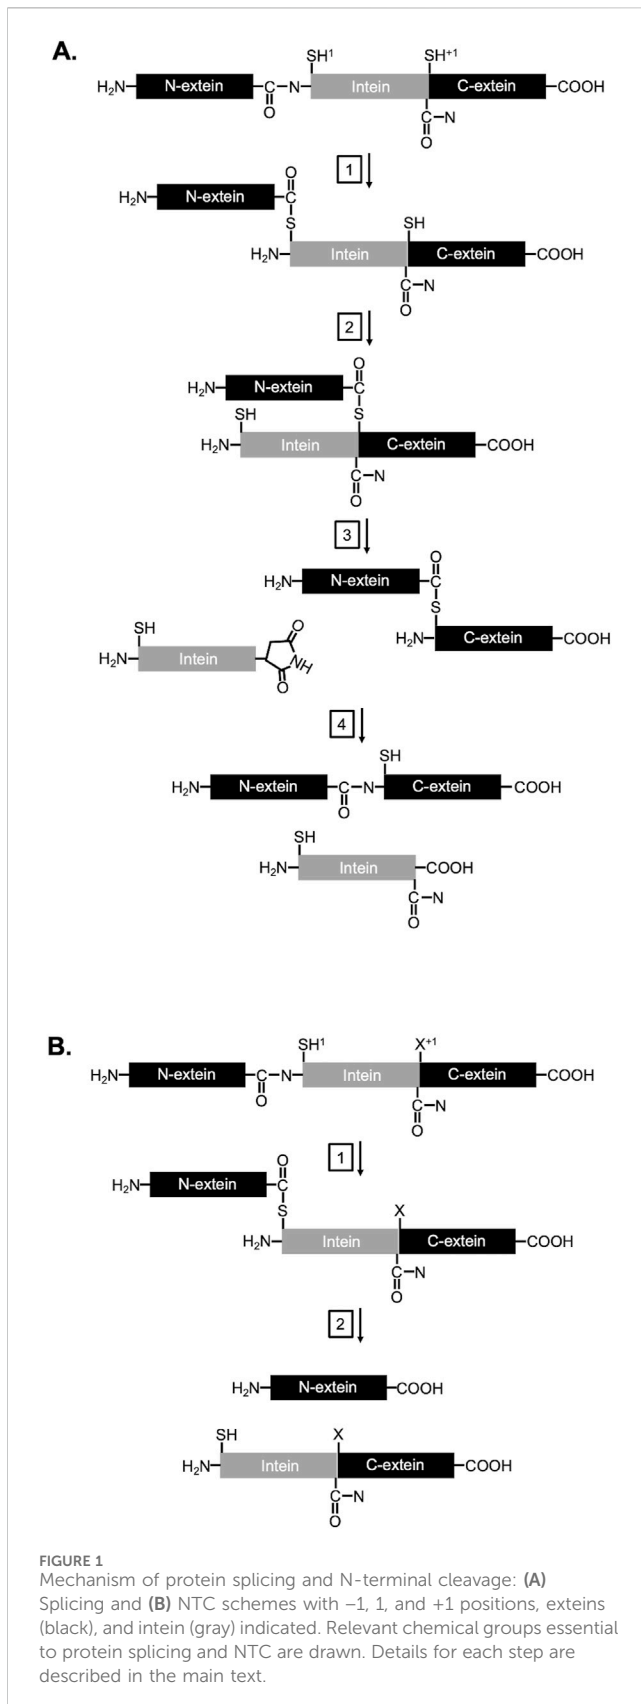 A.
SH¹ SH⁺¹
H₂N N-extein C N Intein C-extein COOH
O C N
O
1
O
H₂N N-extein C
S SH
H₂N Intein C-extein COOH
C N
O
2
O
H₂N N-extein C
SH S
H₂N Intein C-extein COOH
C N
O
3
O
H₂N N-extein C
S
SH O
H₂N C-extein COOH
H₂N Intein NH
O
4
SH
H₂N N-extein C N C-extein COOH
O
SH
H₂N Intein COOH
C N
O
B.
SH¹ X⁺¹
H₂N N-extein C N Intein C-extein COOH
O C N
O
1
O
H₂N N-extein C
S X
H₂N Intein C-extein COOH
C N
O
2
H₂N N-extein COOH
SH X
H₂N Intein C-extein COOH
C N
O
FIGURE 1
Mechanism of protein splicing and N-terminal cleavage: (A)
Splicing and (B) NTC schemes with −1, 1, and +1 positions, exteins
(black), and intein (gray) indicated. Relevant chemical groups essential
to protein splicing and NTC are drawn. Details for each step are
described in the main text.